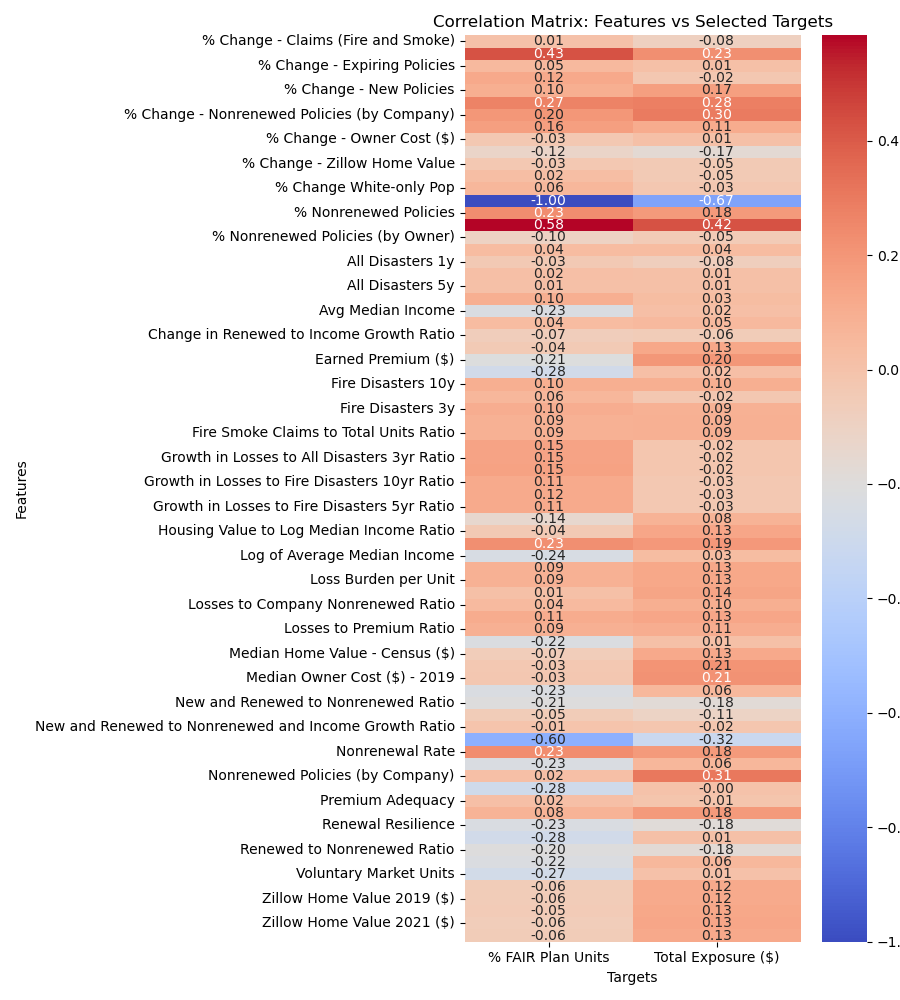 Correlation Matrix: Features vs Selected Targets
% Change - Claims (Fire and Smoke) 0.01 -0.08
0.43 0.23
% Change - Expiring Policies 0.05 0.01
0.12 -0.02
% Change - New Policies 0.10 0.17
0.27 0.28
% Change - Nonrenewed Policies (by Company) 0.20 0.30
0.16 0.11
% Change - Owner Cost ($) -0.03 0.01
-0.12 -0.17
% Change - Zillow Home Value -0.03 -0.05
0.02 -0.05
% Change White-only Pop 0.06 -0.03
-1.00 -0.67
% Nonrenewed Policies 0.23 0.18
0.58 0.42
% Nonrenewed Policies (by Owner) -0.10 -0.05
0.04 0.04
All Disasters 1y -0.03 -0.08
0.02 0.01
All Disasters 5y 0.01 0.01
0.10 0.03
Avg Median Income -0.23 0.02
0.04 0.05
Change in Renewed to Income Growth Ratio -0.07 -0.06
-0.04 0.13
Earned Premium ($) -0.21 0.20
-0.28 0.02
Fire Disasters 10y 0.10 0.10
0.06 -0.02
Fire Disasters 3y 0.10 0.09
0.09 0.09
Fire Smoke Claims to Total Units Ratio 0.09 0.09
0.15 -0.02
Growth in Losses to All Disasters 3yr Ratio 0.15 -0.02
0.15 -0.02
Growth in Losses to Fire Disasters 10yr Ratio 0.11 -0.03
0.12 -0.03
Growth in Losses to Fire Disasters 5yr Ratio 0.11 -0.03
-0.14 0.08
Housing Value to Log Median Income Ratio -0.04 0.13
0.23 0.19
Log of Average Median Income -0.24 0.03
0.09 0.13
Loss Burden per Unit 0.09 0.13
0.01 0.14
Losses to Company Nonrenewed Ratio 0.04 0.10
0.11 0.13
Losses to Premium Ratio 0.09 0.11
-0.22 0.01
Median Home Value - Census ($) -0.07 0.13
-0.03 0.21
Median Owner Cost ($) - 2019 -0.03 0.21
-0.23 0.06
New and Renewed to Nonrenewed Ratio -0.21 -0.18
-0.05 -0.11
New and Renewed to Nonrenewed and Income Growth Ratio -0.01 -0.02
-0.60 -0.32
Nonrenewal Rate 0.23 0.18
-0.23 0.06
Nonrenewed Policies (by Company) 0.02 0.31
-0.28 -0.00
Premium Adequacy 0.02 -0.01
0.08 0.18
Renewal Resilience -0.23 -0.18
-0.28 0.01
Renewed to Nonrenewed Ratio -0.20 -0.18
-0.22 0.06
Voluntary Market Units -0.27 0.01
-0.06 0.12
Zillow Home Value 2019 ($) -0.06 0.12
-0.05 0.13
Zillow Home Value 2021 ($) -0.06 0.13
-0.06 0.13
% FAIR Plan Units Total Exposure ($)
Targets
Features
0.4
0.2
0.0
−0.
−0.
−0.
−0.
−1.